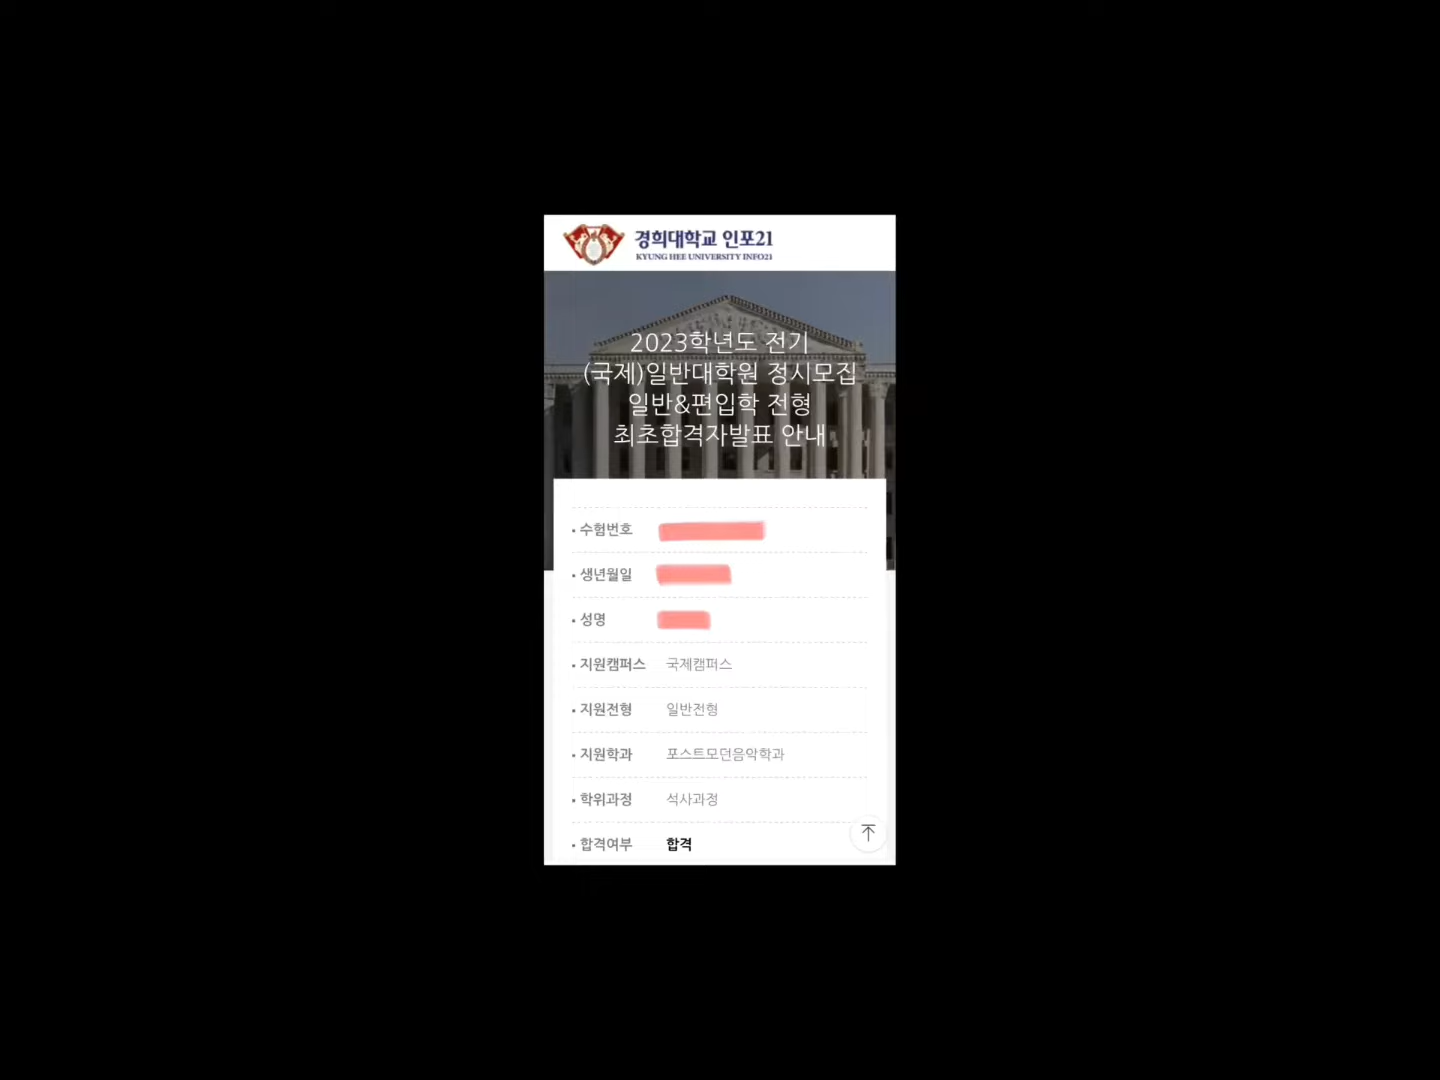 경희대학교 인포21
KYUNG HEE UNIVERSITY INFO21
2023학년도 전기
(국제)일반대학원 정시모집
일반&편입학 전형
최초합격자발표 안내
수험번호
생년월일
성명
지원캠퍼스 국제캠퍼스
지원전형 일반전형
지원학과 포스트모던음악학과
학위과정 석사과정
합격여부 합격